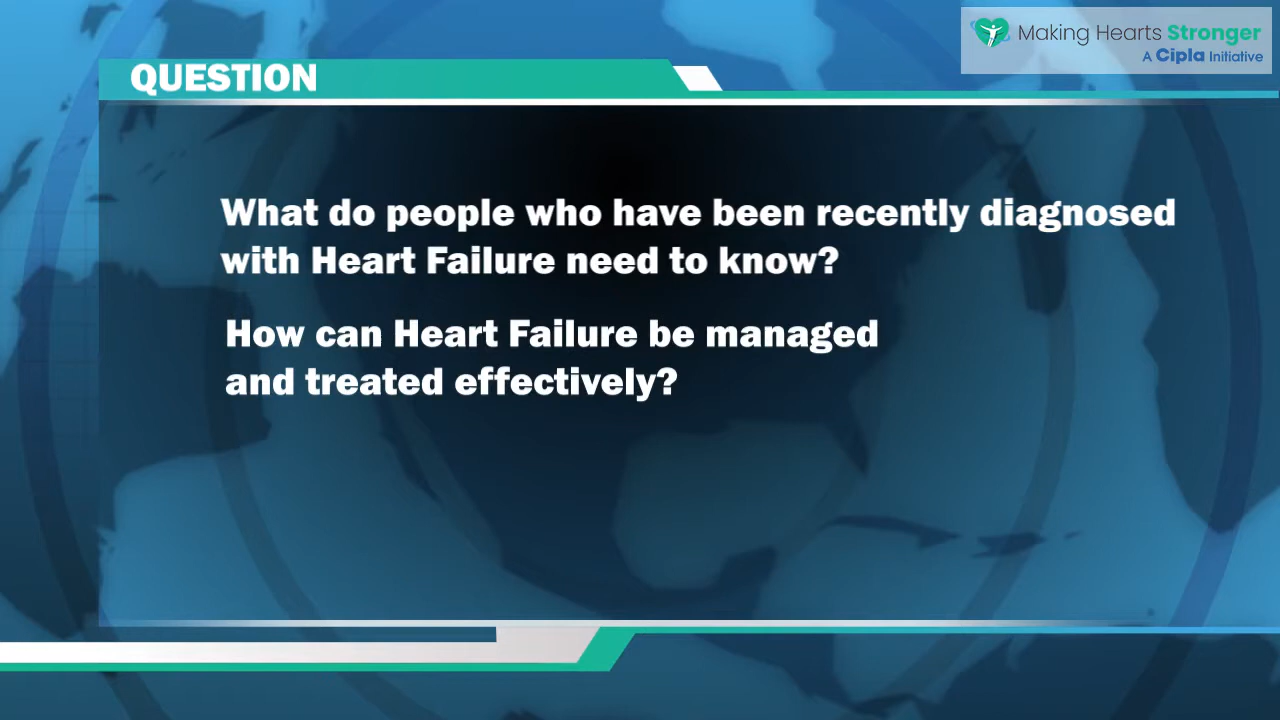 Making Hearts Stronger
A Cipla Initiative
QUESTION
What do people who have been recently diagnosed
with Heart Failure need to know?
How can Heart Failure be managed
and treated effectively?